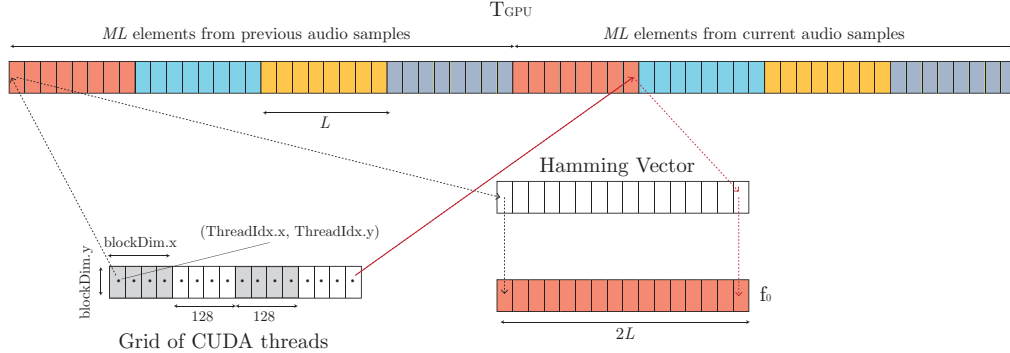 TGPU
ML elements from previous audio samples
ML elements from current audio samples
L
Hamming Vector
(ThreadIdx.x, ThreadIdx.y)
blockDim.x
blockDim.y
128
128
f0
2L
Grid of CUDA threads